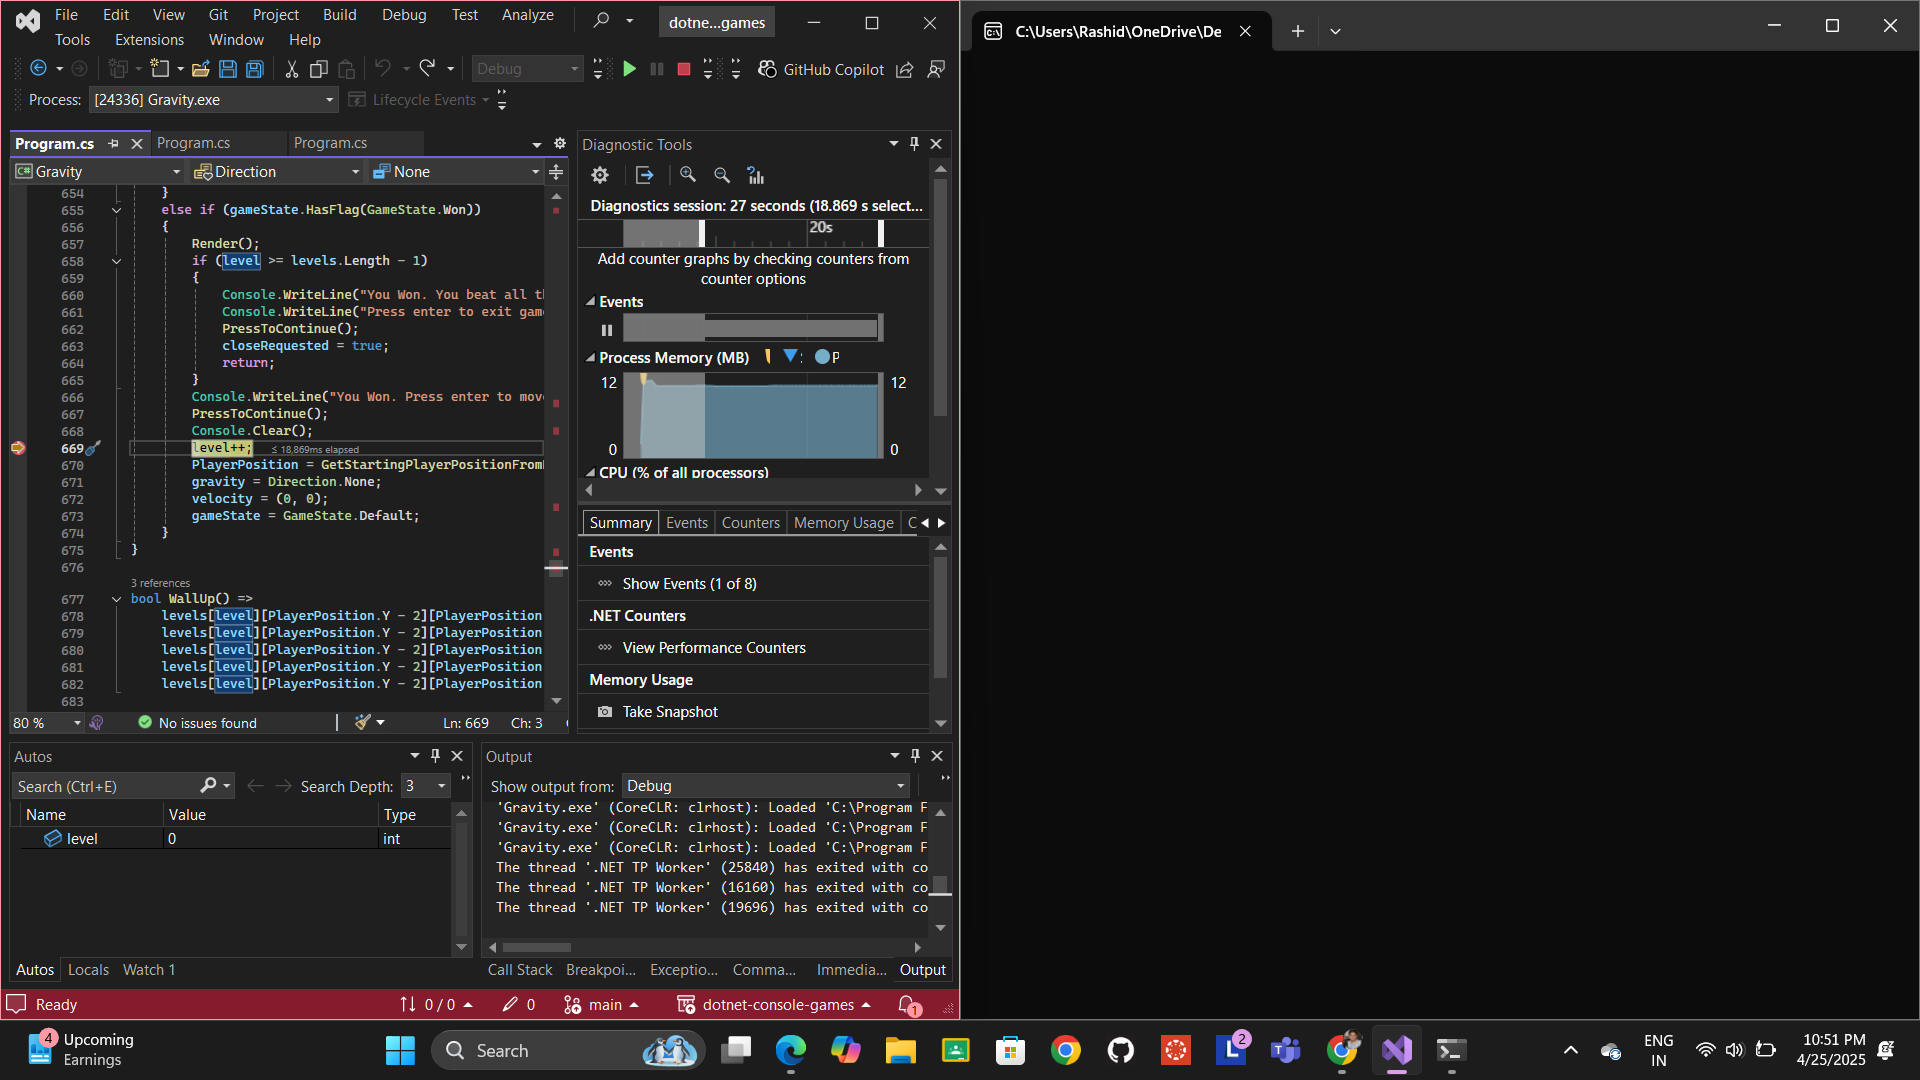 File Edit View Git Project Build Debug Test Analyze
Tools Extensions Window Help
dotne...games
Debug
GitHub Copilot
Process: [24336] Gravity.exe
Lifecycle Events
Program.cs Program.cs Program.cs
C# Gravity Direction None
654 }
655 else if (gameState.HasFlag(GameState.Won))
656 {
657 Render();
658 if (level >= levels.Length - 1)
659 {
660 Console.WriteLine("You Won. You beat all
661 Console.WriteLine("Press enter to exit
662 PressToContinue();
663 closeRequested = true;
664 return;
665 }
666 Console.WriteLine("You Won. Press enter to
667 PressToContinue();
668 Console.Clear();
669 level++; ≤ 18,869ms elapsed
670 PlayerPosition =
671 gravity = Direction.None;
672 velocity = (0, 0);
673 gameState = GameState.Default;
674 }
675 }
676
3 references
677 bool WallUp() =>
678 levels[level][PlayerPosition.Y - 2][PlayerPosition
679 levels[level][PlayerPosition.Y - 2][PlayerPosition
680 levels[level][PlayerPosition.Y - 2][PlayerPosition
681 levels[level][PlayerPosition.Y - 2][PlayerPosition
682 levels[level][PlayerPosition.Y - 2][PlayerPosition
683
80 % No issues found Ln: 669 Ch: 3
Diagnostic Tools
Diagnostics session: 27 seconds (18.869 s select...
20s
Add counter graphs by checking counters from
counter options
Events
Process Memory (MB) P
12 12
0 0
CPU (% of all processors)
Summary Events Counters Memory Usage C
Events
Show Events (1 of 8)
.NET Counters
View Performance Counters
Memory Usage
Take Snapshot
Autos
Search (Ctrl+E) Search Depth: 3
Name Value Type
level 0 int
Autos Locals Watch 1
Output
Show output from: Debug
'Gravity.exe' (CoreCLR: clrhost): Loaded 'C:\Program F
'Gravity.exe' (CoreCLR: clrhost): Loaded 'C:\Program F
'Gravity.exe' (CoreCLR: clrhost): Loaded 'C:\Program F
The thread '.NET TP Worker' (25840) has exited with co
The thread '.NET TP Worker' (16160) has exited with co
The thread '.NET TP Worker' (19696) has exited with co
Call Stack Breakpoi... Exceptio... Comma... Immedia... Output
Ready 0 / 0 0 main dotnet-console-games 1
C:\Users\Rashid\OneDrive\De
4 Upcoming
Earnings
Search
2
ENG
IN
10:51 PM
4/25/2025